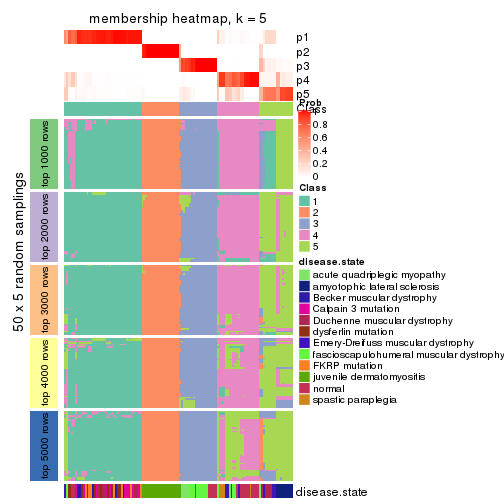 membership heatmap, k = 5
p1
p2
p3
p4
p5
Class
Prob
1
0.8
0.6
0.4
0.2
0
Class
1
2
3
4
5
disease.state
acute quadriplegic myopathy
amyotophic lateral sclerosis
Becker muscular dystrophy
Calpain 3 mutation
Duchenne muscular dystrophy
dysferlin mutation
Emery-Dreifuss muscular dystrophy
fascioscapulohumeral muscular dystrophy
FKRP mutation
juvenile dermatomyositis
normal
spastic paraplegia
50 x 5 random samplings
top 1000 rows
top 2000 rows
top 3000 rows
top 4000 rows
top 5000 rows
disease.state